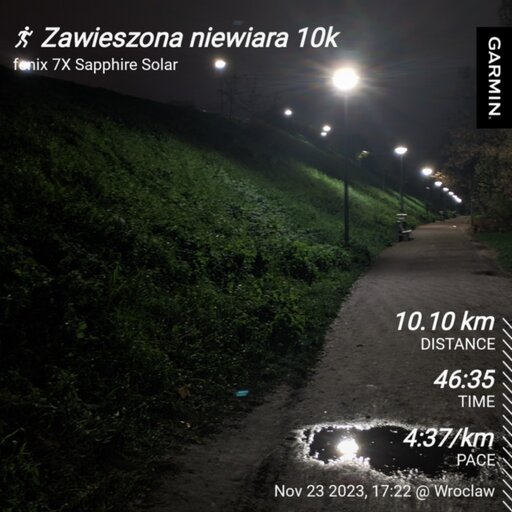 Zawieszona niewiara 10k
fenix 7X Sapphire Solar
GARMIN.
10.10 km
DISTANCE
46:35
TIME
4:37/km
PACE
Nov 23 2023, 17:22 @ Wroclaw